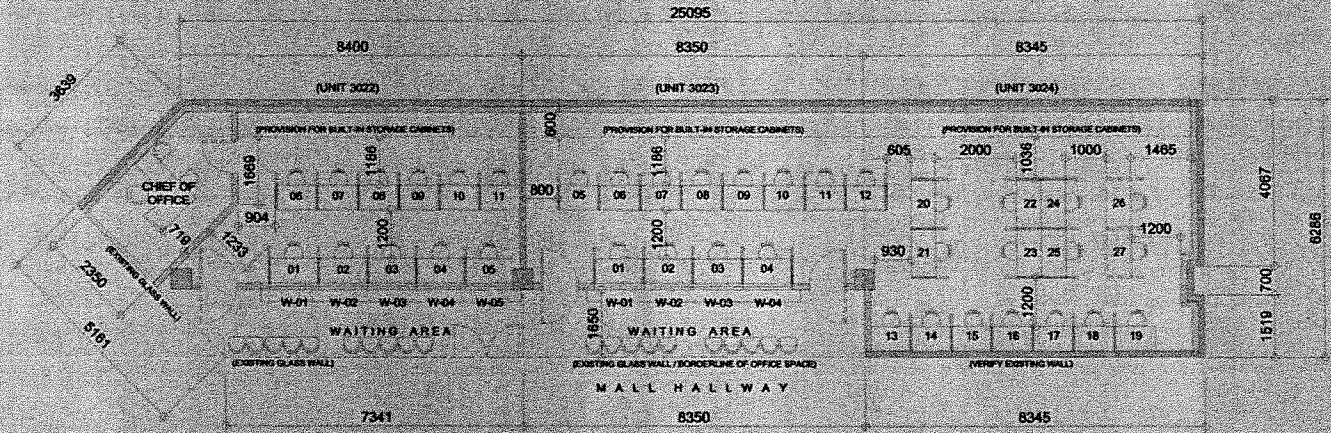 25095
8400 8350 8345
3639
(UNIT 3022) (UNIT 3023) (UNIT 3024)
(PROVISION FOR BUILT-IN STORAGE CABINETS) 600 (PROVISION FOR BUILT-IN STORAGE CABINETS) (PROVISION FOR BUILT-IN STORAGE CABINETS)
1669 1186 1186 605 2000 1036 1000 1465
CHIEF OF
OFFICE
06 07 08 09 10 11 800 05 06 07 08 09 10 11 12 20 22 24 26 4067
904
719 1233 1200 1200 930 21 23 25 27 1200 6286
(EXISTING GLASS WALL)
2350
5161
01 02 03 04 05 01 02 03 04 700
W-01 W-02 W-03 W-04 W-05 W-01 W-02 W-03 W-04 1200
WAITING AREA 1650 WAITING AREA 13 14 15 16 17 18 19 1519
(EXISTING GLASS WALL) (EXISTING GLASS WALL / BORDERLINE OF OFFICE SPACE) (VERIFY EXISTING WALL)
MALL HALLWAY
7341 8350 8345